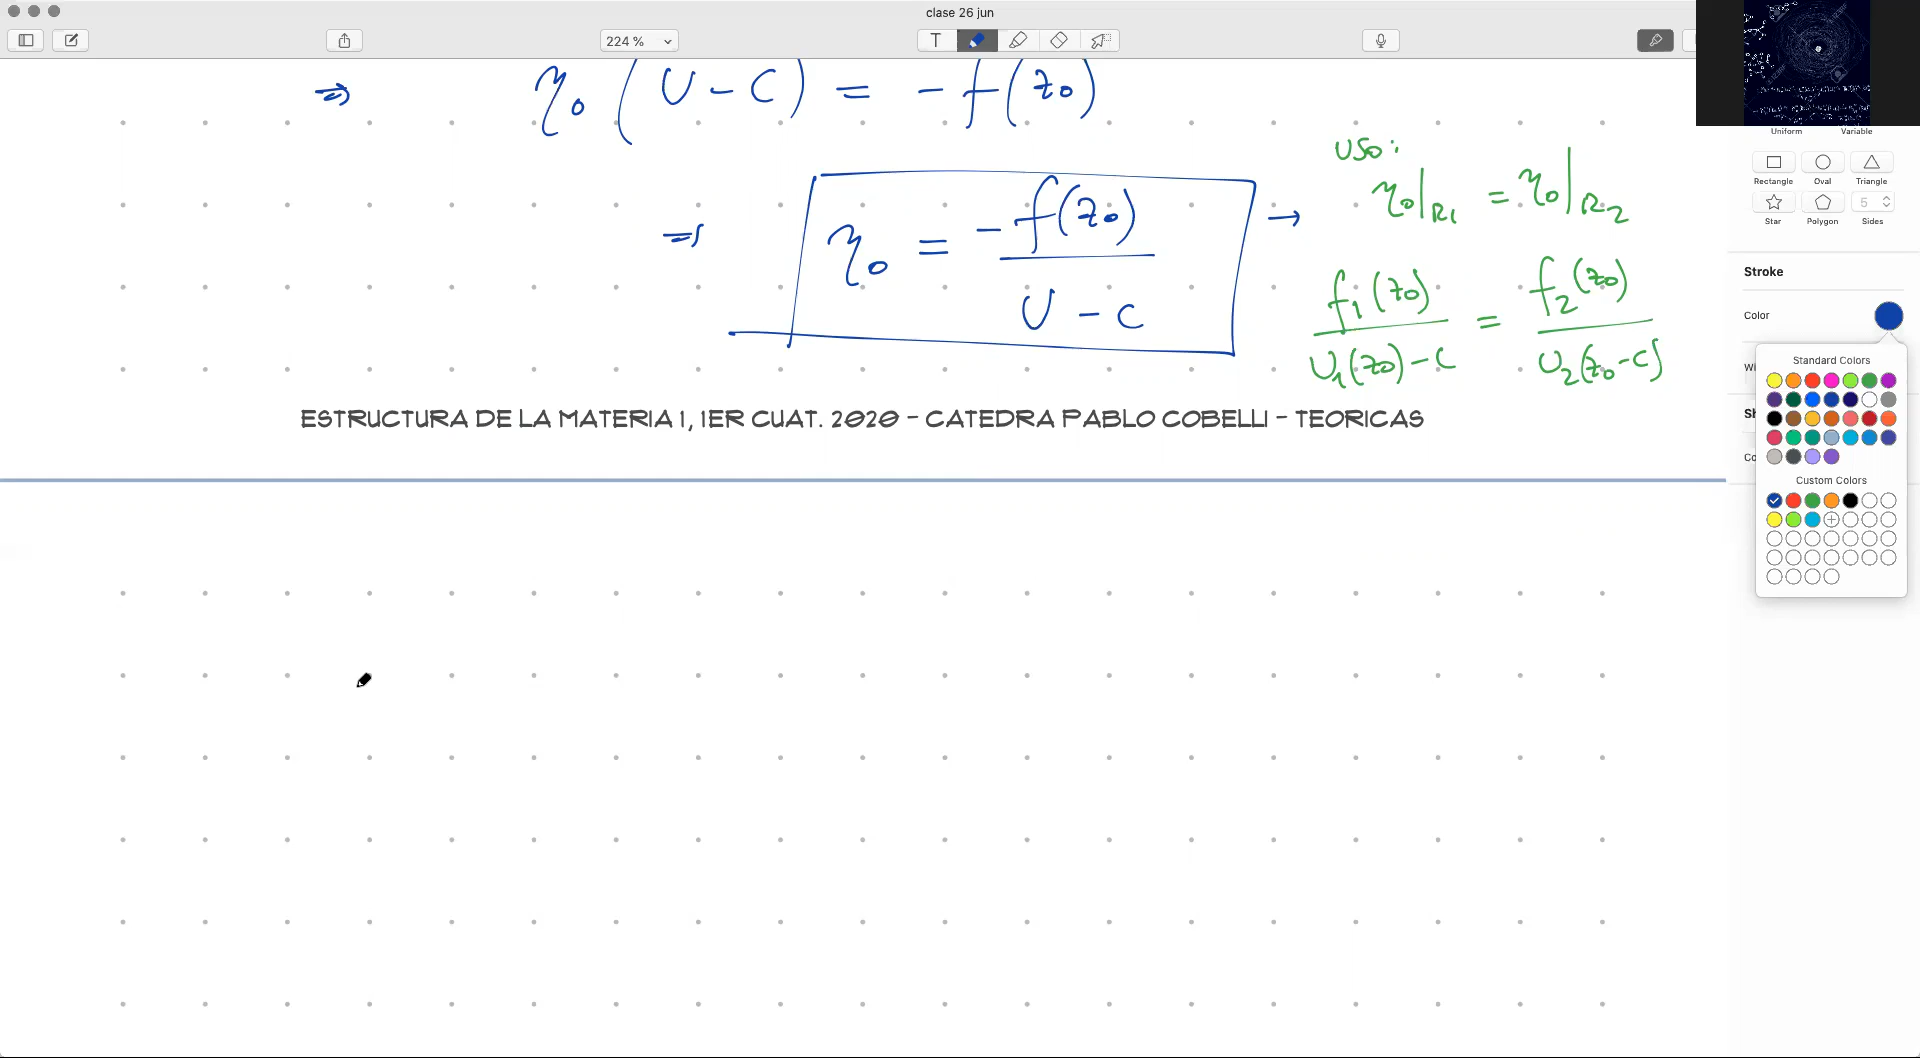 clase 26 jun
224 %
T
⇒ η₀ (U - C) = - f(z₀)
Uniform Variable
USO:
Rectangle Oval Triangle
η₀|R₁ = η₀|R₂
5
Star Polygon Sides
⇒ η₀ = -f(z₀) / U - C →
Stroke
f₁(z₀) / U₁(z₀) - C = f₂(z₀) / U₂(z₀ - C)
Color
Standard Colors
ESTRUCTURA DE LA MATERIA 1, 1ER CUAT. 2020 - CATEDRA PABLO COBELLI - TEORICAS
Custom Colors